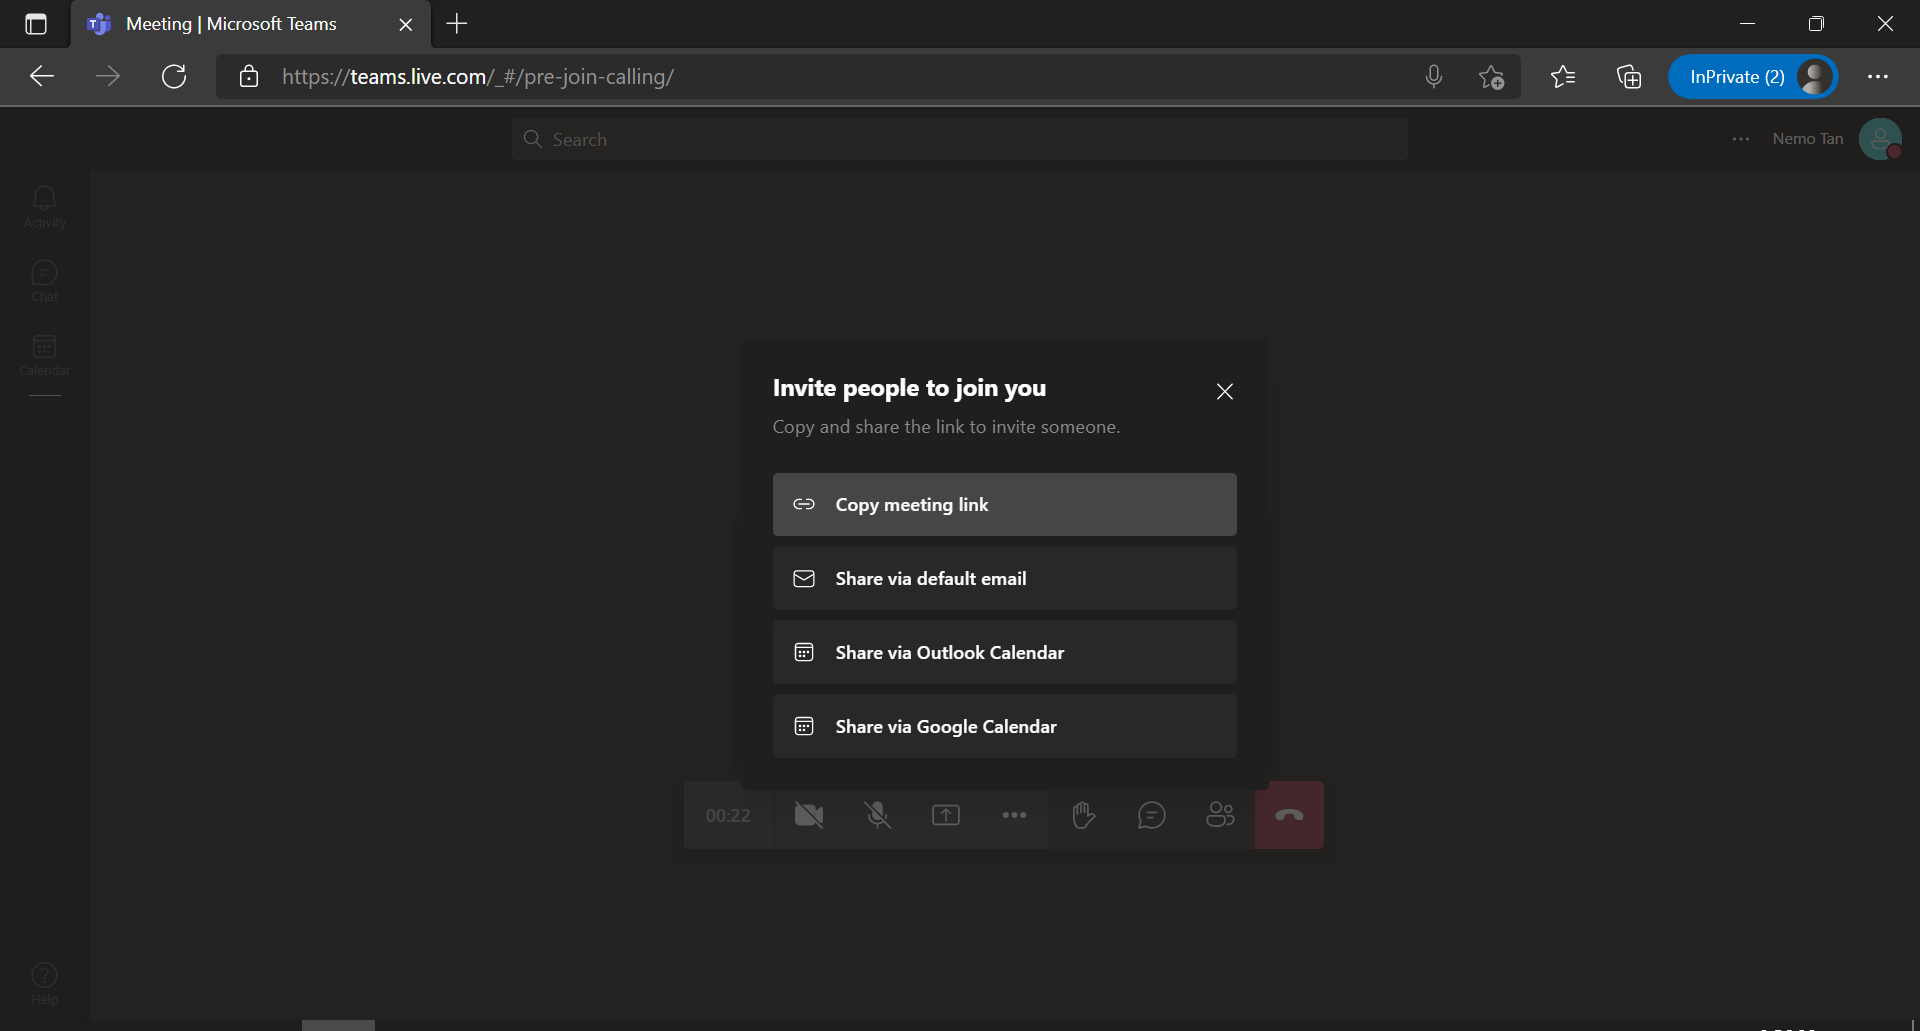 Meeting | Microsoft Teams
https://teams.live.com/_#/pre-join-calling/
InPrivate (2)
Search
Nemo Tan
Activity
Chat
Calendar
Invite people to join you
Copy and share the link to invite someone.
Copy meeting link
Share via default email
Share via Outlook Calendar
Share via Google Calendar
00:22
Help